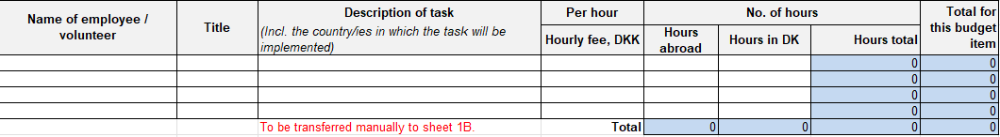 Name of employee / volunteer
Title
Description of task
(Incl. the country/ies in which the task will be
implemented)
Per hour
Hourly fee, DKK
No. of hours
Hours abroad
Hours in DK
Hours total
Total for this budget item
0 0
0 0
0 0
0 0
To be transferred manually to sheet 1B. Total 0 0 0 0